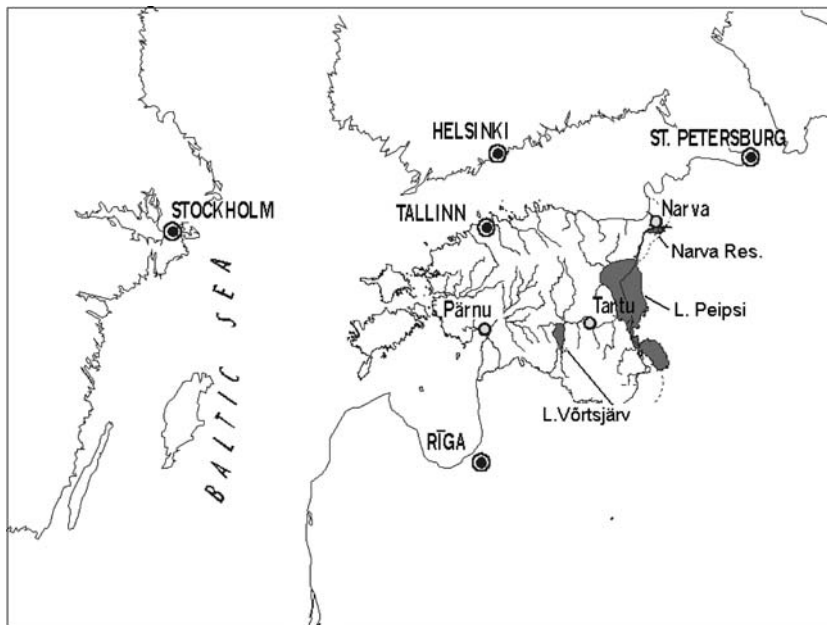 HELSINKI
ST. PETERSBURG
STOCKHOLM
TALLINN
Narva
Narva Res.
BALTIC SEA
Pärnu
Tartu
L. Peipsi
L.Võrtsjärv
RĪGA